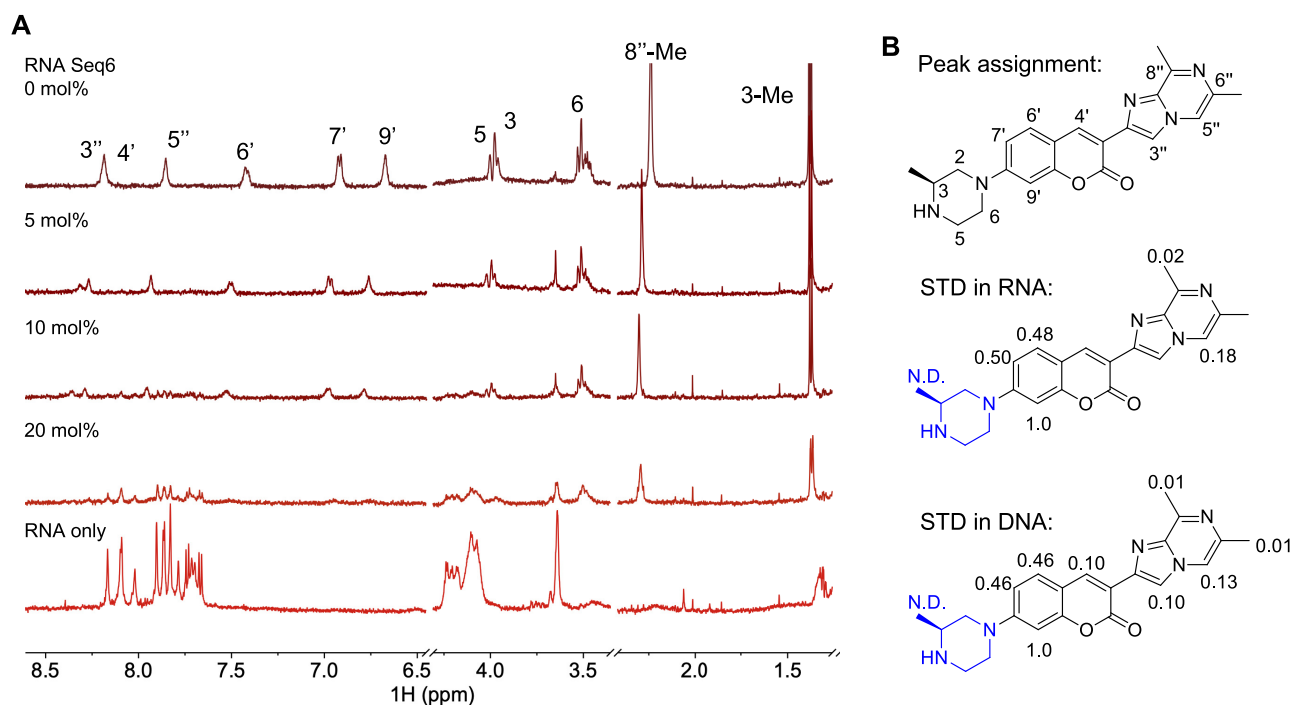 A
RNA Seq6
0 mol%
3'' 4' 5'' 6' 7' 9' 5 3 6 8''-Me 3-Me
5 mol%
10 mol%
20 mol%
RNA only
8.5 8.0 7.5 7.0 6.5 4.0 3.5 2.0 1.5
1H (ppm)
B
Peak assignment:
8'' N 6''
6' 4' N N 5''
7' 3''
2
N O O
3 9'
HN 6
5
0.02
STD in RNA:
N
0.48 N N 0.18
0.50
N.D.
N O O
1.0
HN
0.01
STD in DNA:
N 0.01
0.46 0.10 N N 0.13
0.46 0.10
N.D.
N O O
1.0
HN